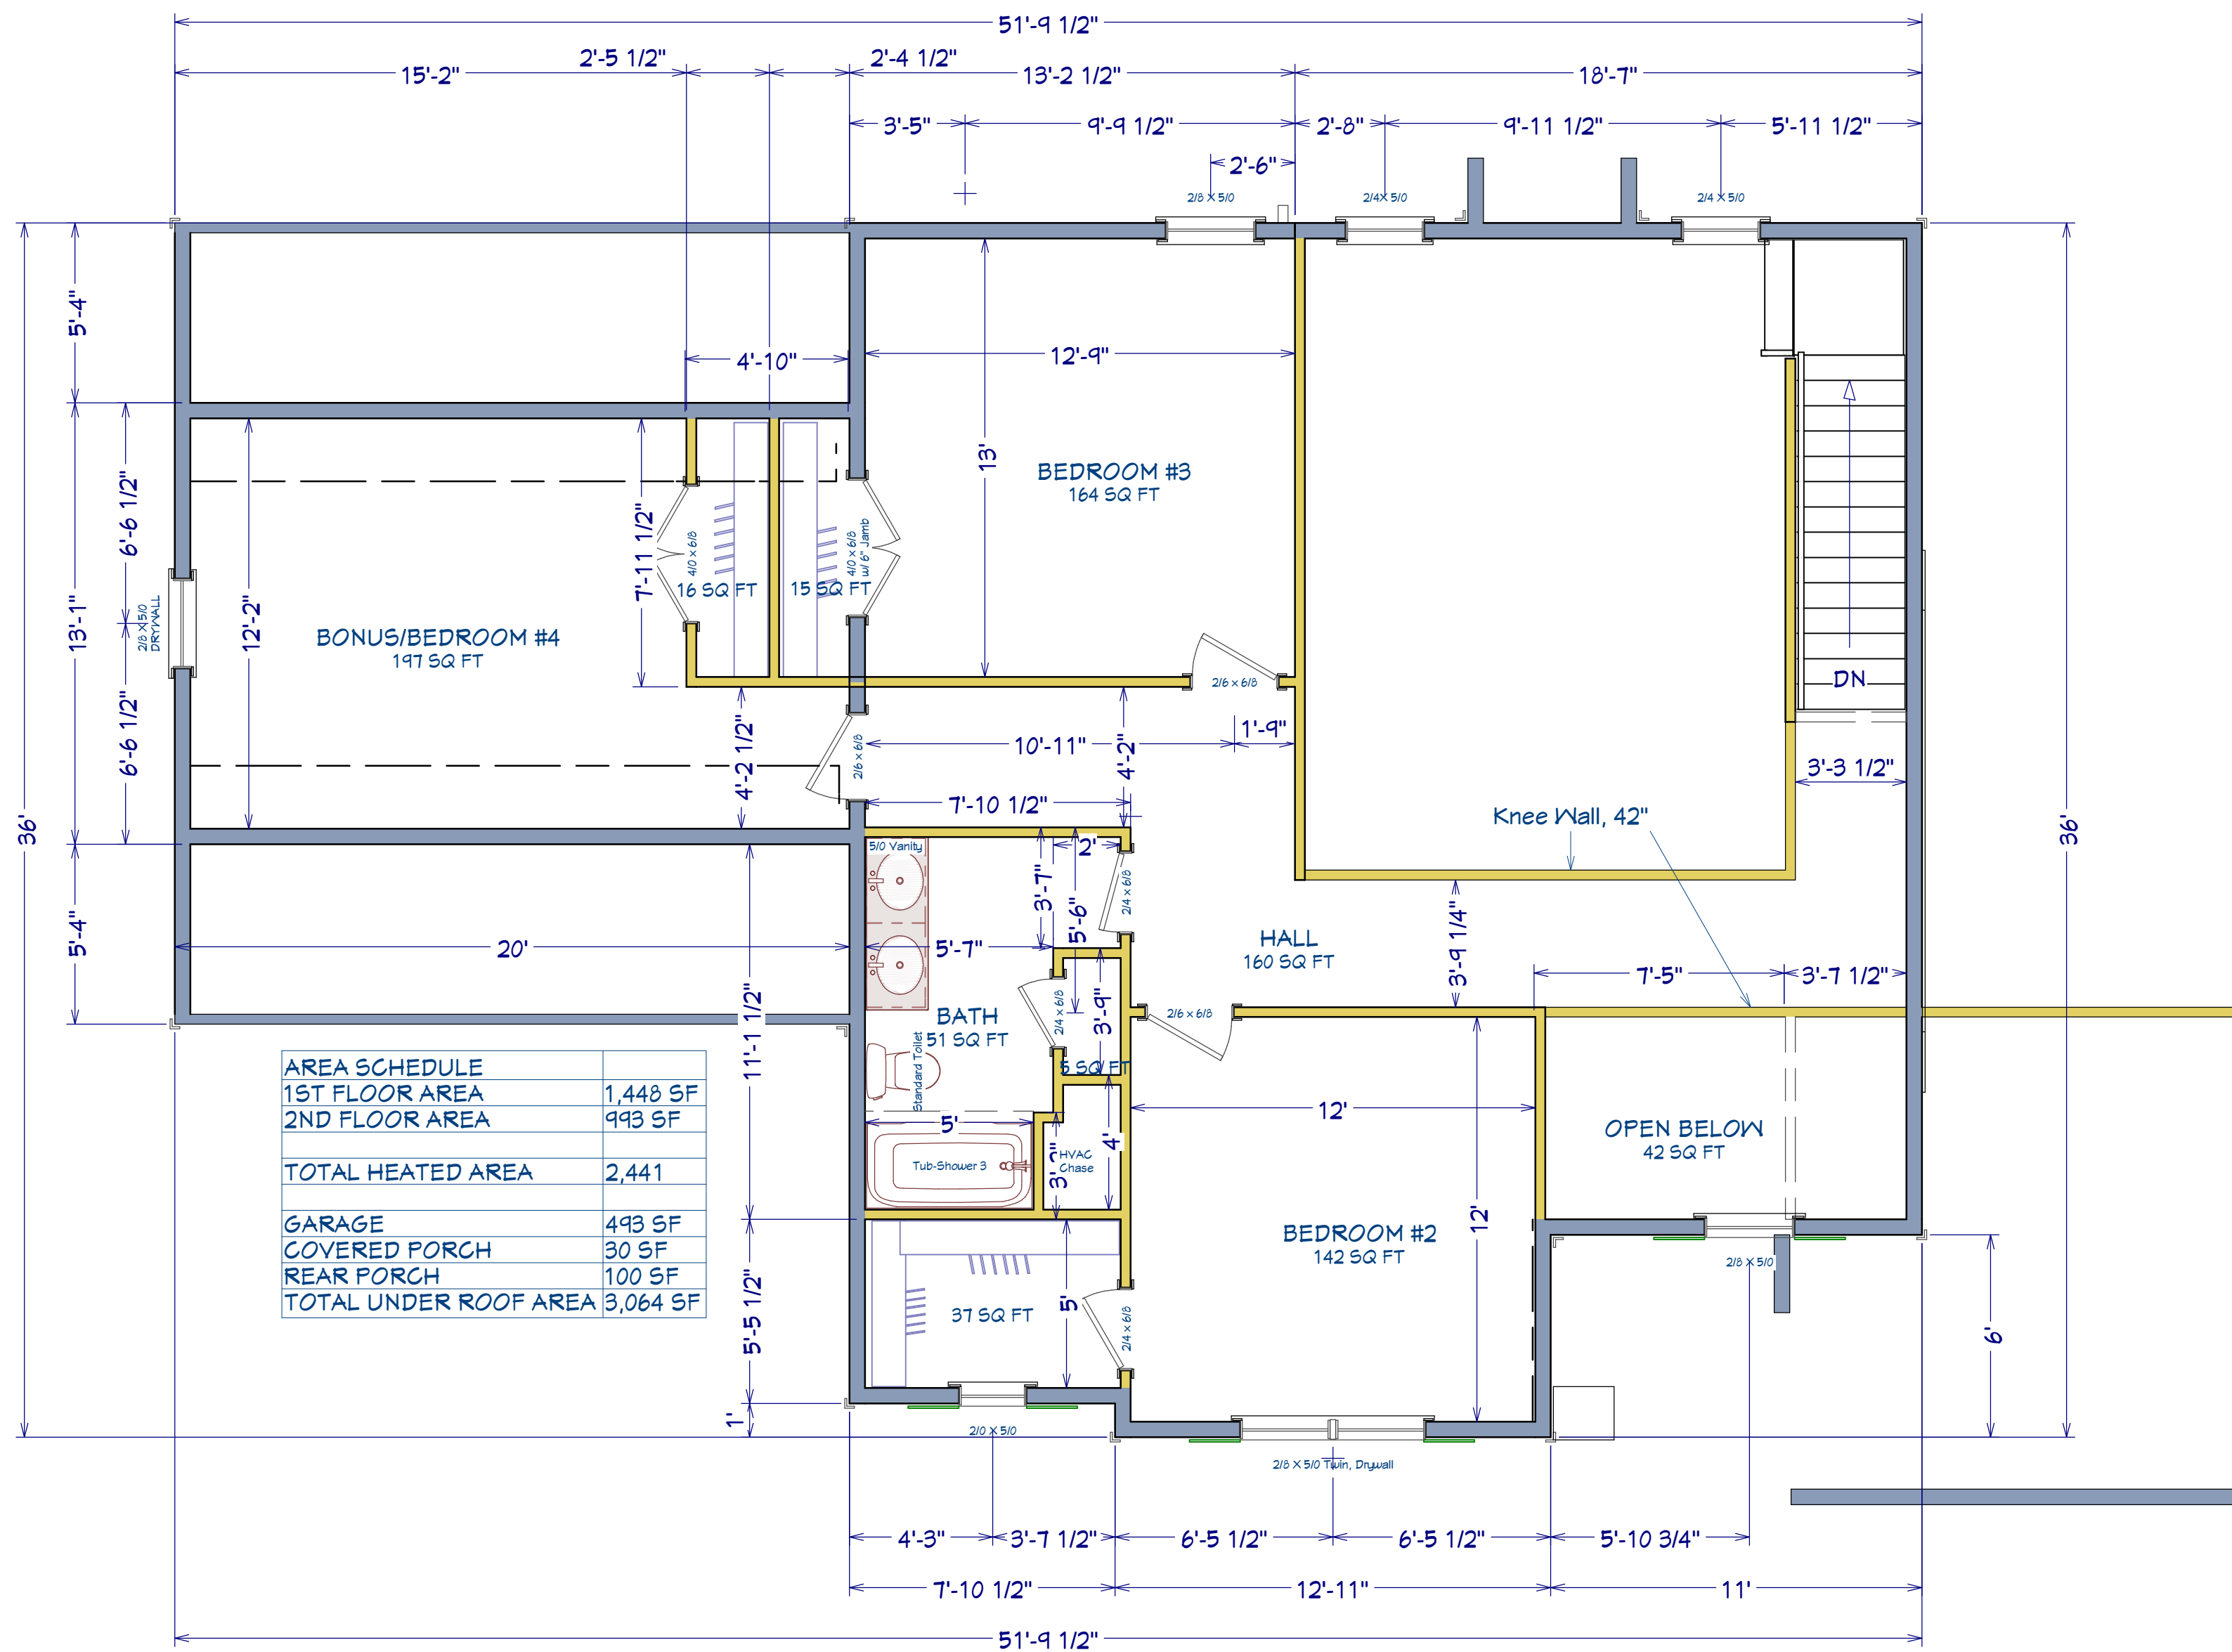 51'-9 1/2"
15'-2"
2'-5 1/2"
2'-4 1/2"
13'-2 1/2"
18'-7"
3'-5"
9'-9 1/2"
2'-8"
9'-11 1/2"
5'-11 1/2"
2'-6"
2/8 X 5/0
2/4X 5/0
2/4 X 5/0
5'-4"
4'-10"
12'-9"
13'
BEDROOM #3
164 SQ FT
6'-6 1/2"
7'-11 1/2"
4/0 x 6/8
4/0 x 6/8
w/ 6" Jamb
16 SQ FT
15 SQ FT
13'-1"
2/8 X 5/0
DRYWALL
12'-2"
BONUS/BEDROOM #4
197 SQ FT
6'-6 1/2"
2/6 x 6/8
DN
4'-2 1/2"
2/6 x 6/8
10'-11"
4'-2"
1'-9"
3'-3 1/2"
7'-10 1/2"
Knee Wall, 42"
36'
36'
5/0 Vanity
2'
3'-7"
5'-6"
2/4 x 6/8
5'-4"
20'
5'-7"
HALL
160 SQ FT
3'-9 1/4"
7'-5"
3'-7 1/2"
11'-1 1/2"
BATH
51 SQ FT
Standard Toilet
2/4 x 6/8
3'-9"
5 SQ FT
2/6 x 6/8
AREA SCHEDULE
1ST FLOOR AREA 1,448 SF
2ND FLOOR AREA 993 SF
TOTAL HEATED AREA 2,441
GARAGE 493 SF
COVERED PORCH 30 SF
REAR PORCH 100 SF
TOTAL UNDER ROOF AREA 3,064 SF
5'
12'
4'
HVAC
Chase
Tub-Shower 3
OPEN BELOW
42 SQ FT
BEDROOM #2
142 SQ FT
12'
5'-5 1/2"
37 SQ FT
5'
2/4 x 6/8
2/8 X 5/0
6'
1'
2/0 X 5/0
2/8 X 5/0 Twin, Drywall
4'-3"
3'-7 1/2"
6'-5 1/2"
6'-5 1/2"
5'-10 3/4"
7'-10 1/2"
12'-11"
11'
51'-9 1/2"